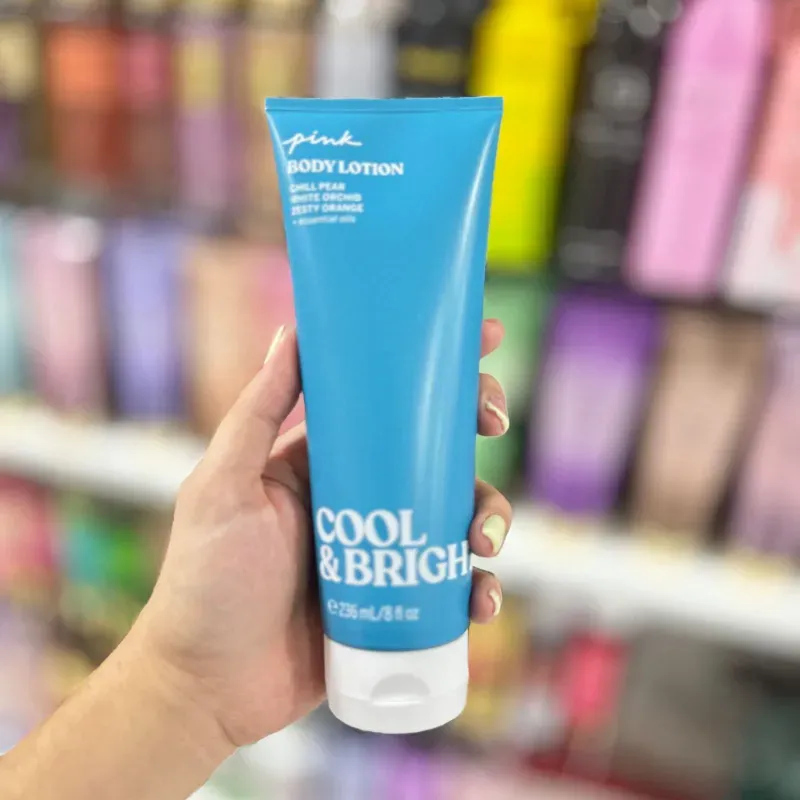 pink
BODY LOTION
CHILL PEAR
WHITE ORCHID
ZESTY ORANGE
+ essential oils
COOL
& BRIGH
℮ 236 mL/8 fl oz